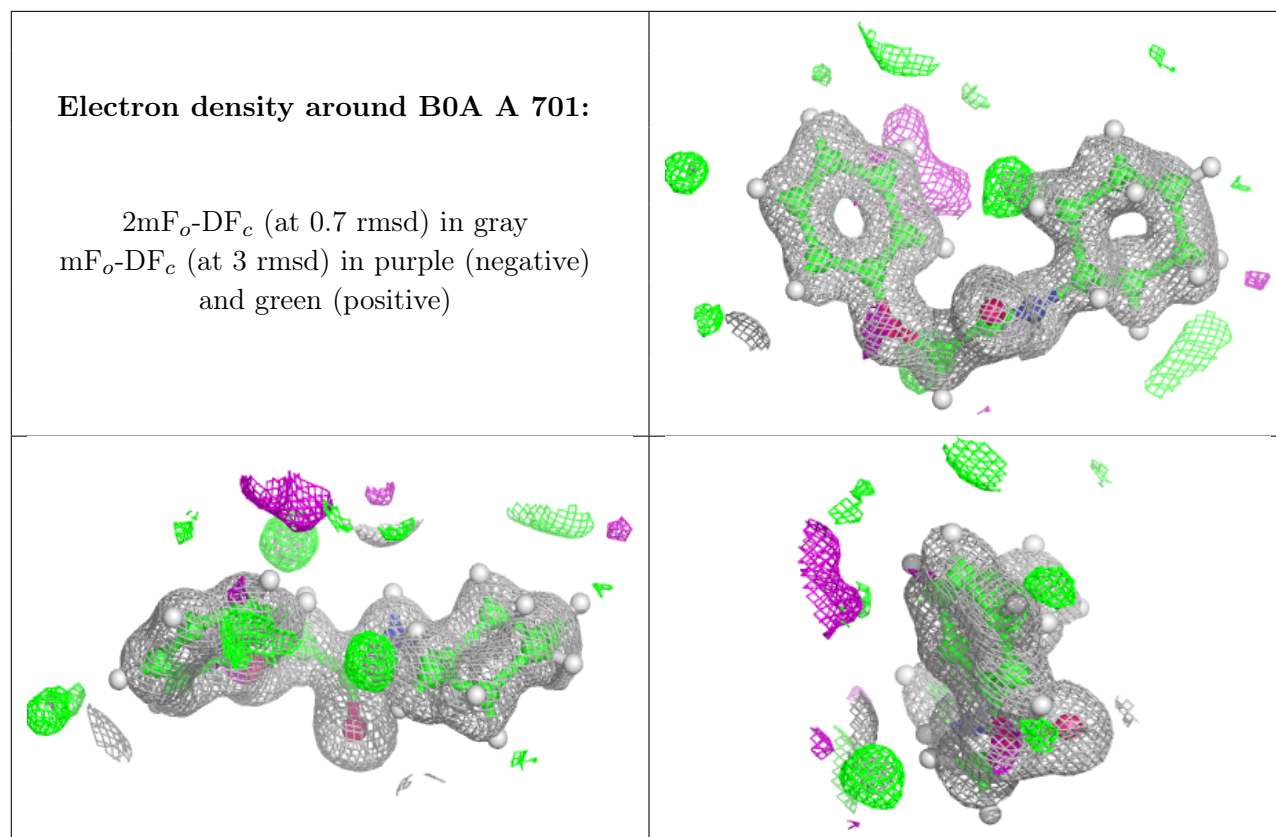 Electron density around B0A A 701:
2mFo-DFc (at 0.7 rmsd) in gray
mFo-DFc (at 3 rmsd) in purple (negative)
and green (positive)